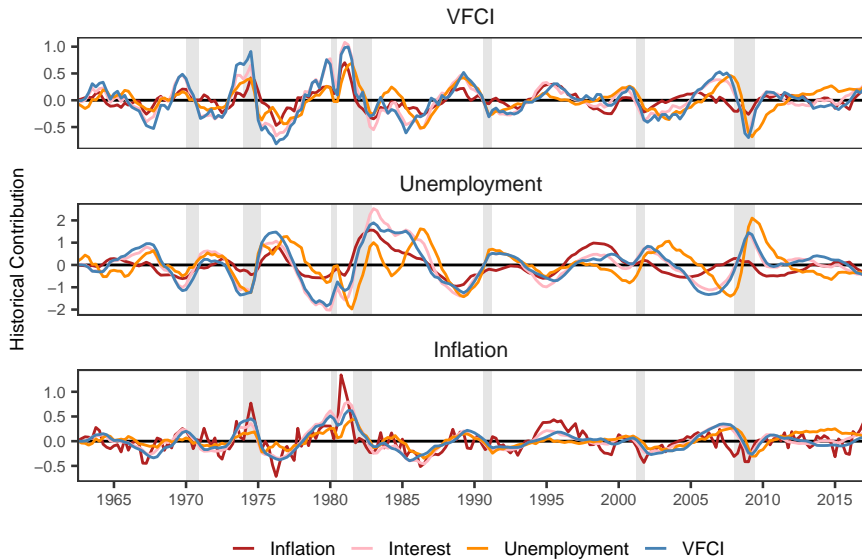 VFCI
1.0
0.5
0.0
−0.5
Historical Contribution
Unemployment
2
1
0
−1
−2
Inflation
1.0
0.5
0.0
−0.5
1965 1970 1975 1980 1985 1990 1995 2000 2005 2010 2015
Inflation Interest Unemployment VFCI